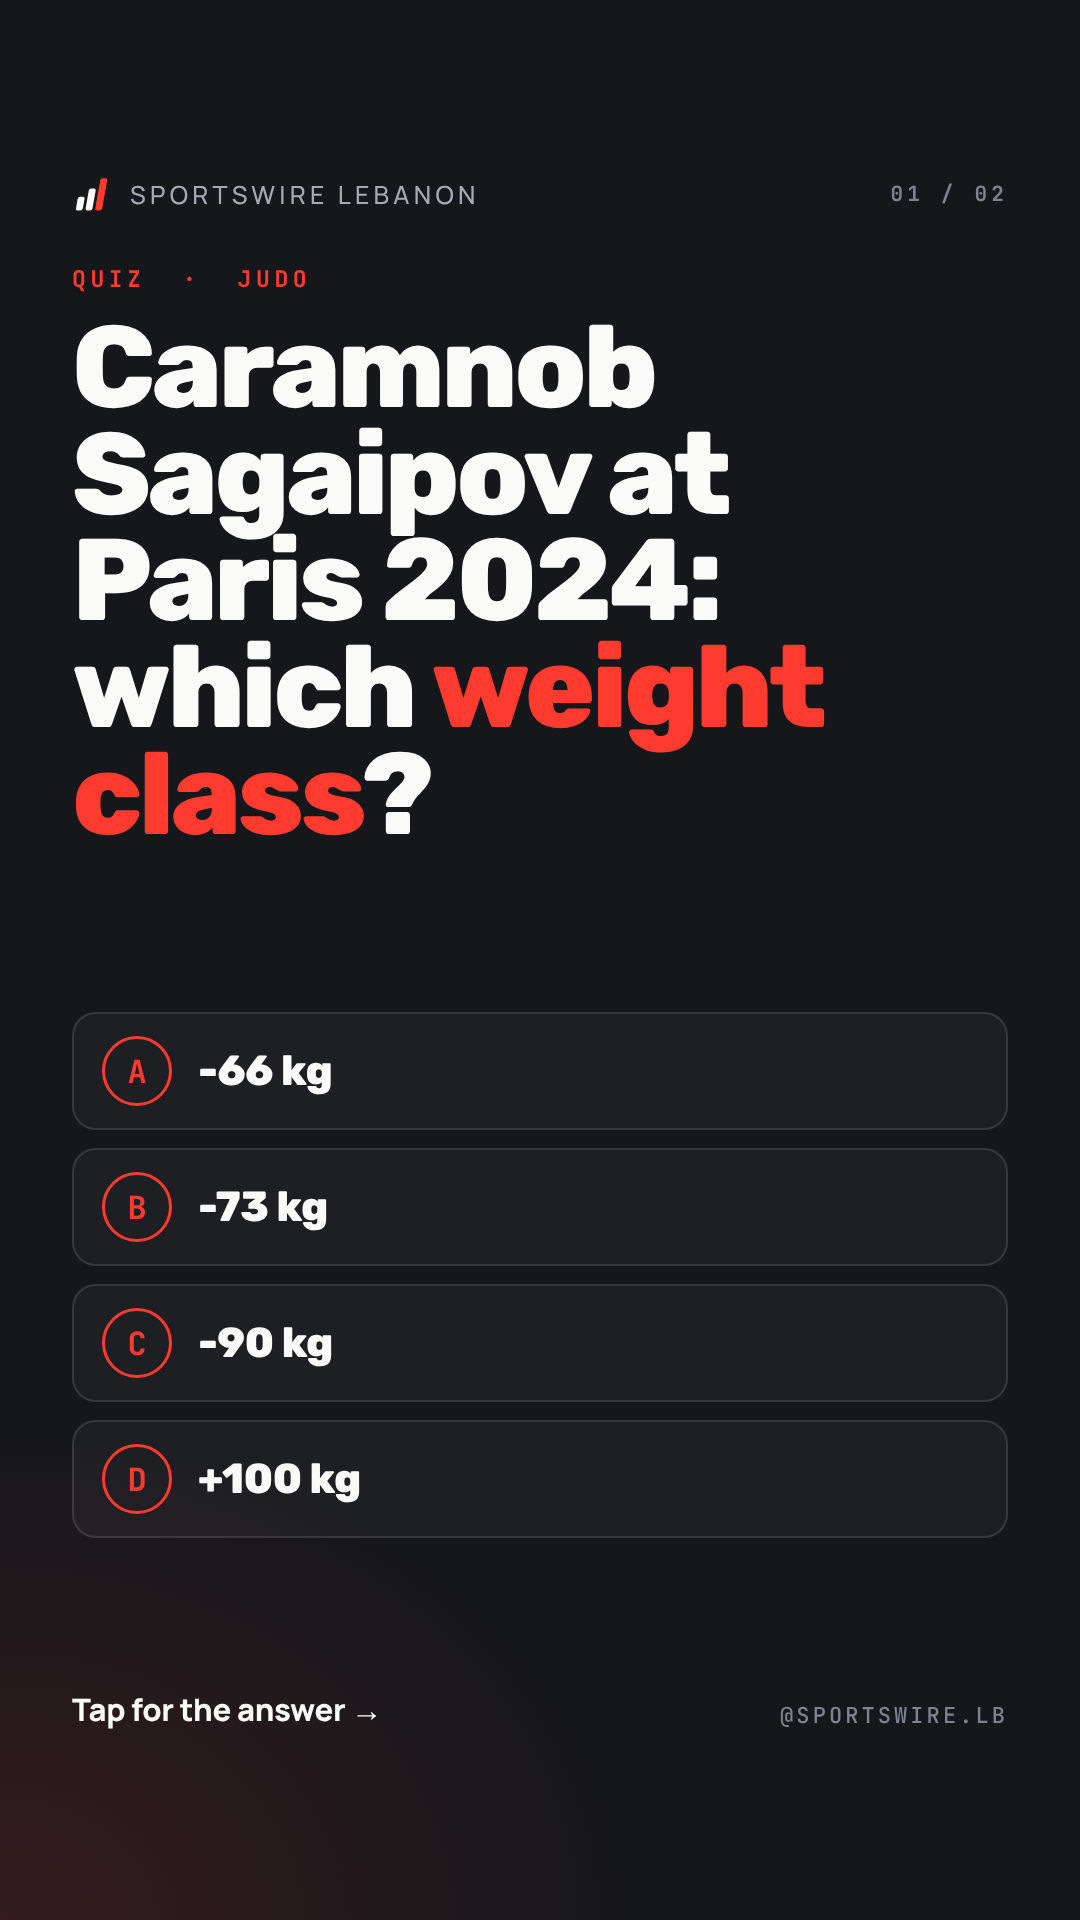 SPORTSWIRE LEBANON
01 / 02
QUIZ · JUDO
Caramnob
Sagaipov at
Paris 2024:
which weight
class?
A -66 kg
B -73 kg
C -90 kg
D +100 kg
Tap for the answer →
@SPORTSWIRE.LB